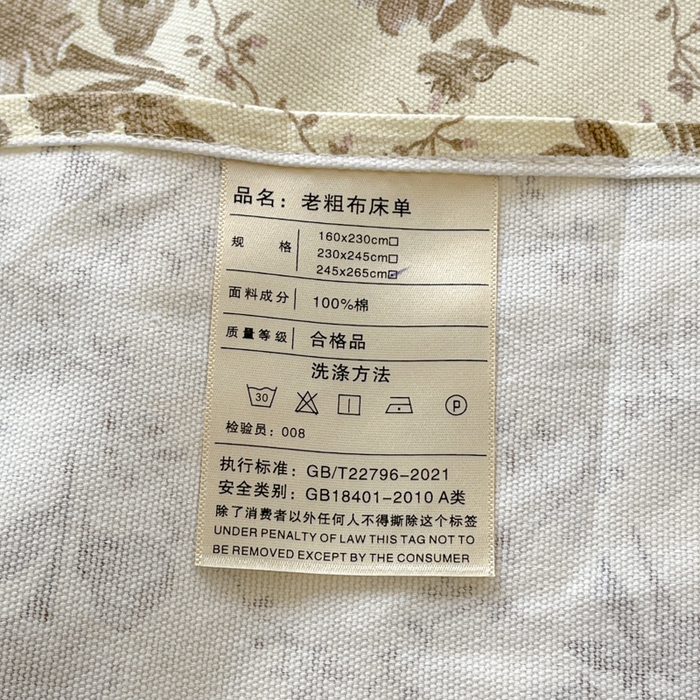 品名：老粗布床单
规格
160x230cm□
230x245cm□
245x265cm☑
面料成分 100%棉
质量等级 合格品
洗涤方法
30
P
检验员：008
执行标准：GB/T22796-2021
安全类别：GB18401-2010 A类
除了消费者以外任何人不得撕除这个标签
UNDER PENALTY OF LAW THIS TAG NOT TO
BE REMOVED EXCEPT BY THE CONSUMER